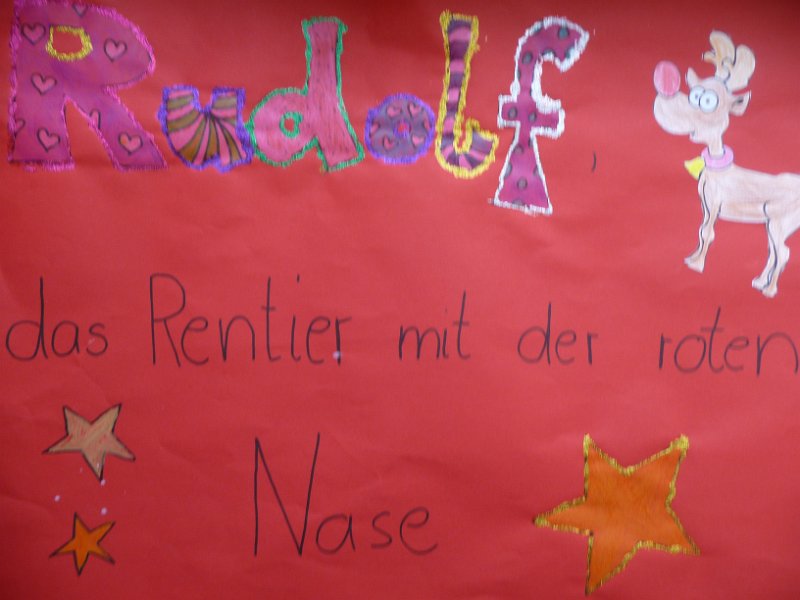 Rudolf,
das Rentier mit der roten
Nase